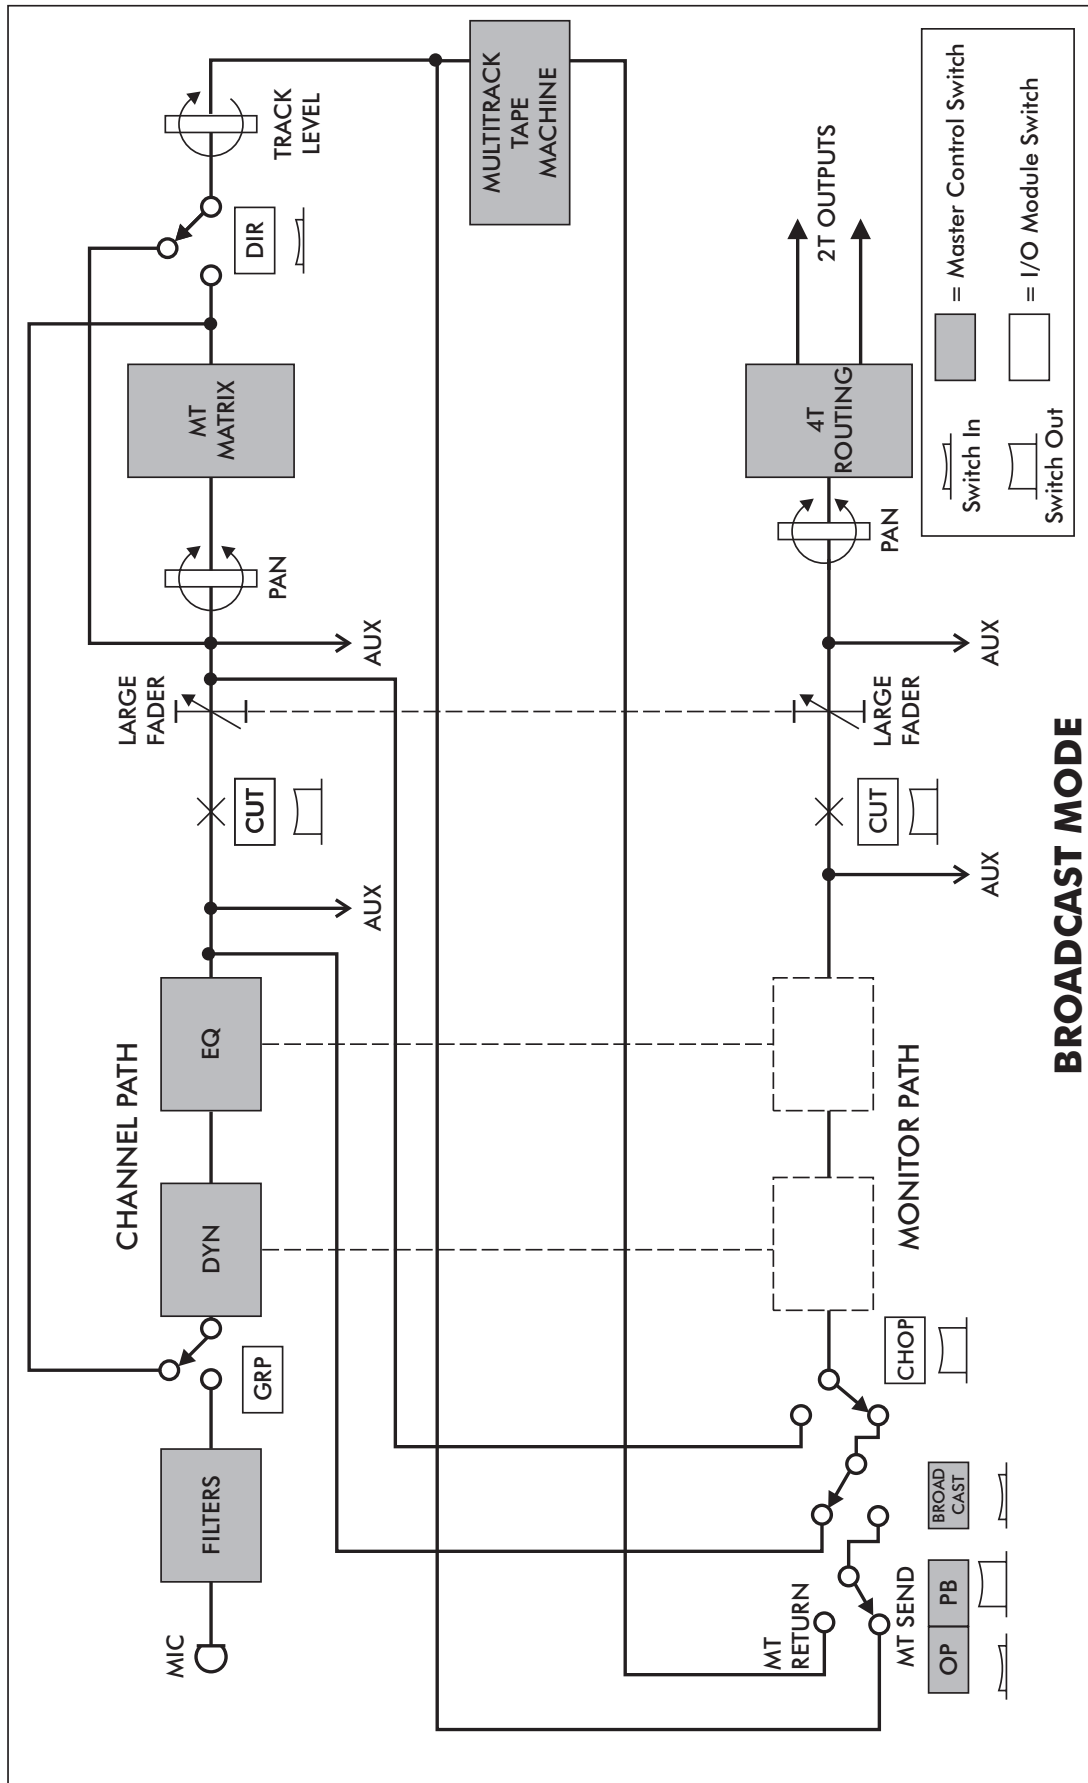 CHANNEL PATH
MIC
FILTERS
GRP
DYN
EQ
AUX
CUT
LARGE
FADER
AUX
PAN
MT
MATRIX
DIR
TRACK
LEVEL
MULTITRACK
TAPE
MACHINE
MT
RETURN
MT SEND
OP
PB
BROAD
CAST
CHOP
MONITOR PATH
AUX
CUT
LARGE
FADER
AUX
PAN
4T
ROUTING
2T OUTPUTS
Switch In
= Master Control Switch
Switch Out
= I/O Module Switch
BROADCAST MODE